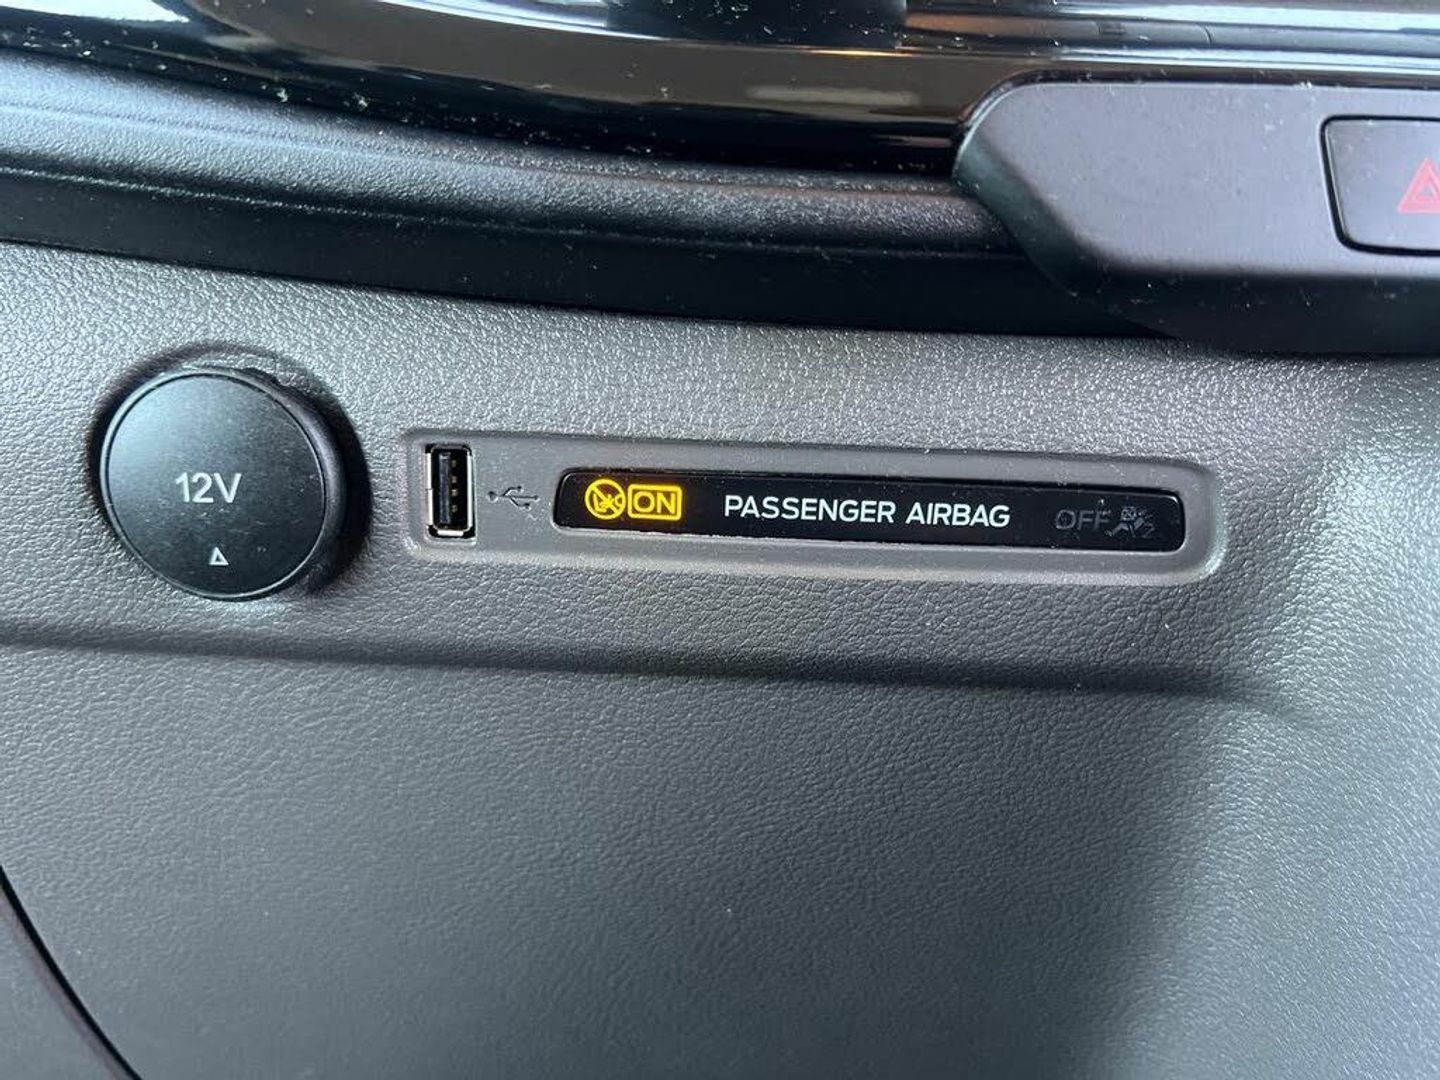 12V
ON PASSENGER AIRBAG OFF